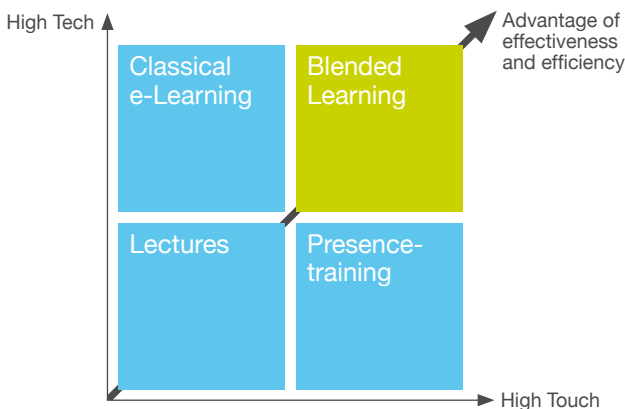 High Tech
Advantage of
effectiveness
and efficiency
Classical
e-Learning
Blended
Learning
Lectures
Presence-
training
High Touch